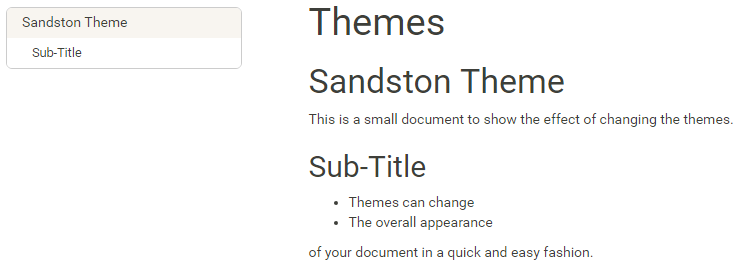 Sandston Theme
Sub-Title
Themes
Sandston Theme
This is a small document to show the effect of changing the themes.
Sub-Title
• Themes can change
• The overall appearance
of your document in a quick and easy fashion.